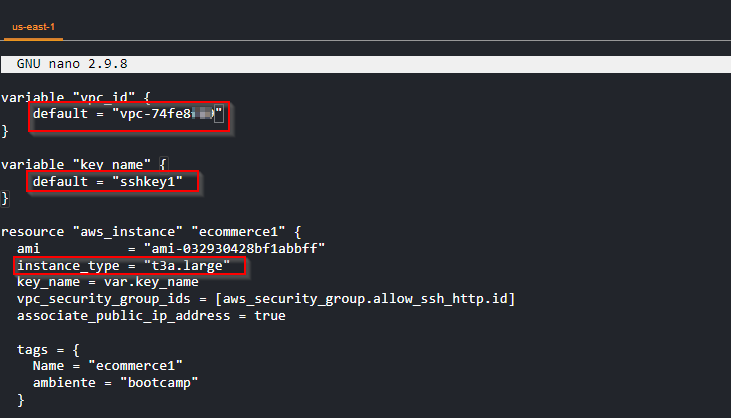 us-east-1
GNU nano 2.9.8
variable "vpc_id" {
default = "vpc-74fe8
}
variable "key_name" {
default = "sshkey1"
}
resource "aws_instance" "ecommerce1" {
ami = "ami-032930428bf1abbff"
instance_type = "t3a.large"
key_name = var.key_name
vpc_security_group_ids = [aws_security_group.allow_ssh_http.id]
associate_public_ip_address = true
tags = {
Name = "ecommerce1"
ambiente = "bootcamp"
}